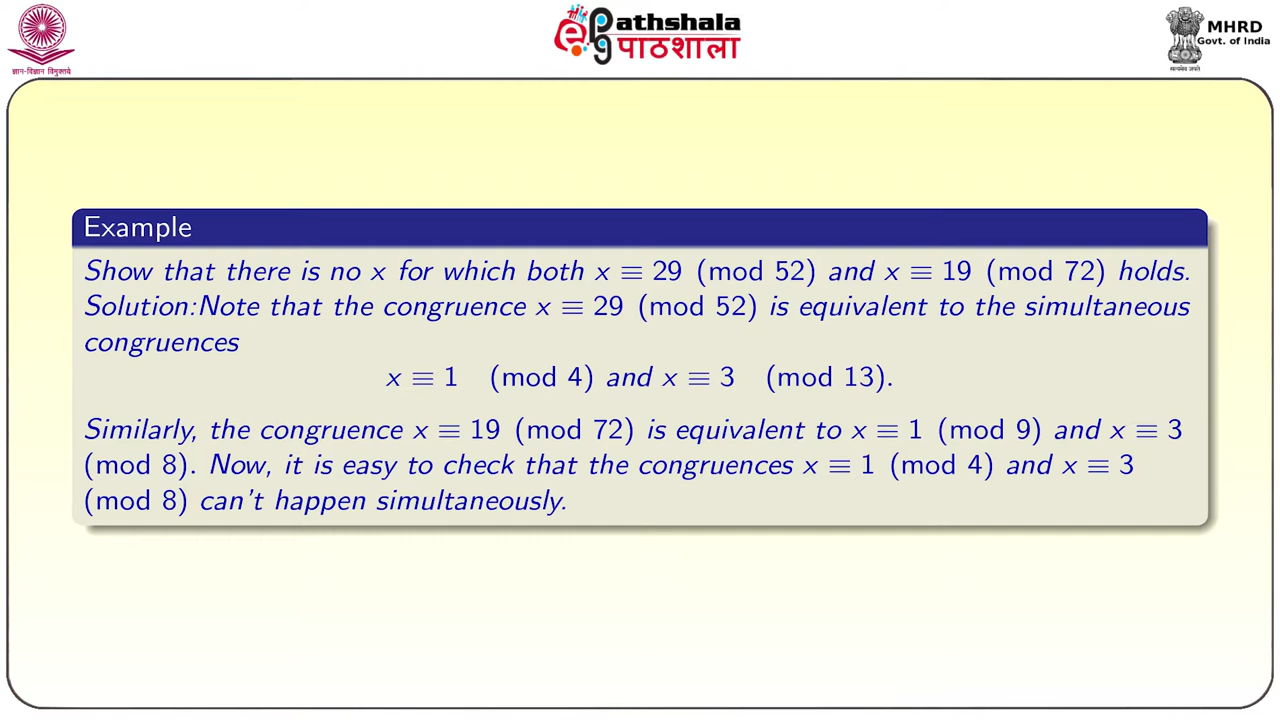 ज्ञान-विज्ञान विमुक्तये
ePathshala
पाठशाला
MHRD
Govt. of India
सत्यमेव जयते
Example
Show that there is no x for which both x ≡ 29 (mod 52) and x ≡ 19 (mod 72) holds.
Solution:Note that the congruence x ≡ 29 (mod 52) is equivalent to the simultaneous
congruences
x ≡ 1 (mod 4) and x ≡ 3 (mod 13).
Similarly, the congruence x ≡ 19 (mod 72) is equivalent to x ≡ 1 (mod 9) and x ≡ 3
(mod 8). Now, it is easy to check that the congruences x ≡ 1 (mod 4) and x ≡ 3
(mod 8) can't happen simultaneously.